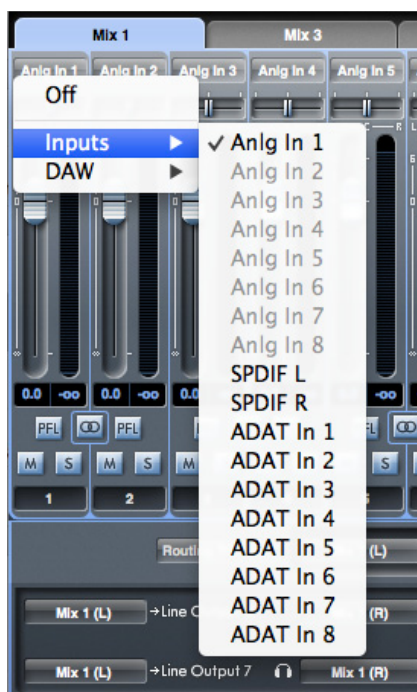 Mix 1 Mix 3
Anlg In 1 Anlg In 2 Anlg In 3 Anlg In 4 Anlg In 5
Off
Inputs
DAW
✓ Anlg In 1
Anlg In 2
Anlg In 3
Anlg In 4
Anlg In 5
Anlg In 6
Anlg In 7
Anlg In 8
SPDIF L
SPDIF R
ADAT In 1
ADAT In 2
ADAT In 3
ADAT In 4
ADAT In 5
ADAT In 6
ADAT In 7
ADAT In 8
C R L
0.0 -oo 0.0 -oo 0.0 -oo
PFL PFL
M S M S M S
1 2
(L)
Mix 1 (L) →Line (R)
Mix 1 (L) →Line Output 7 Mix 1 (R)